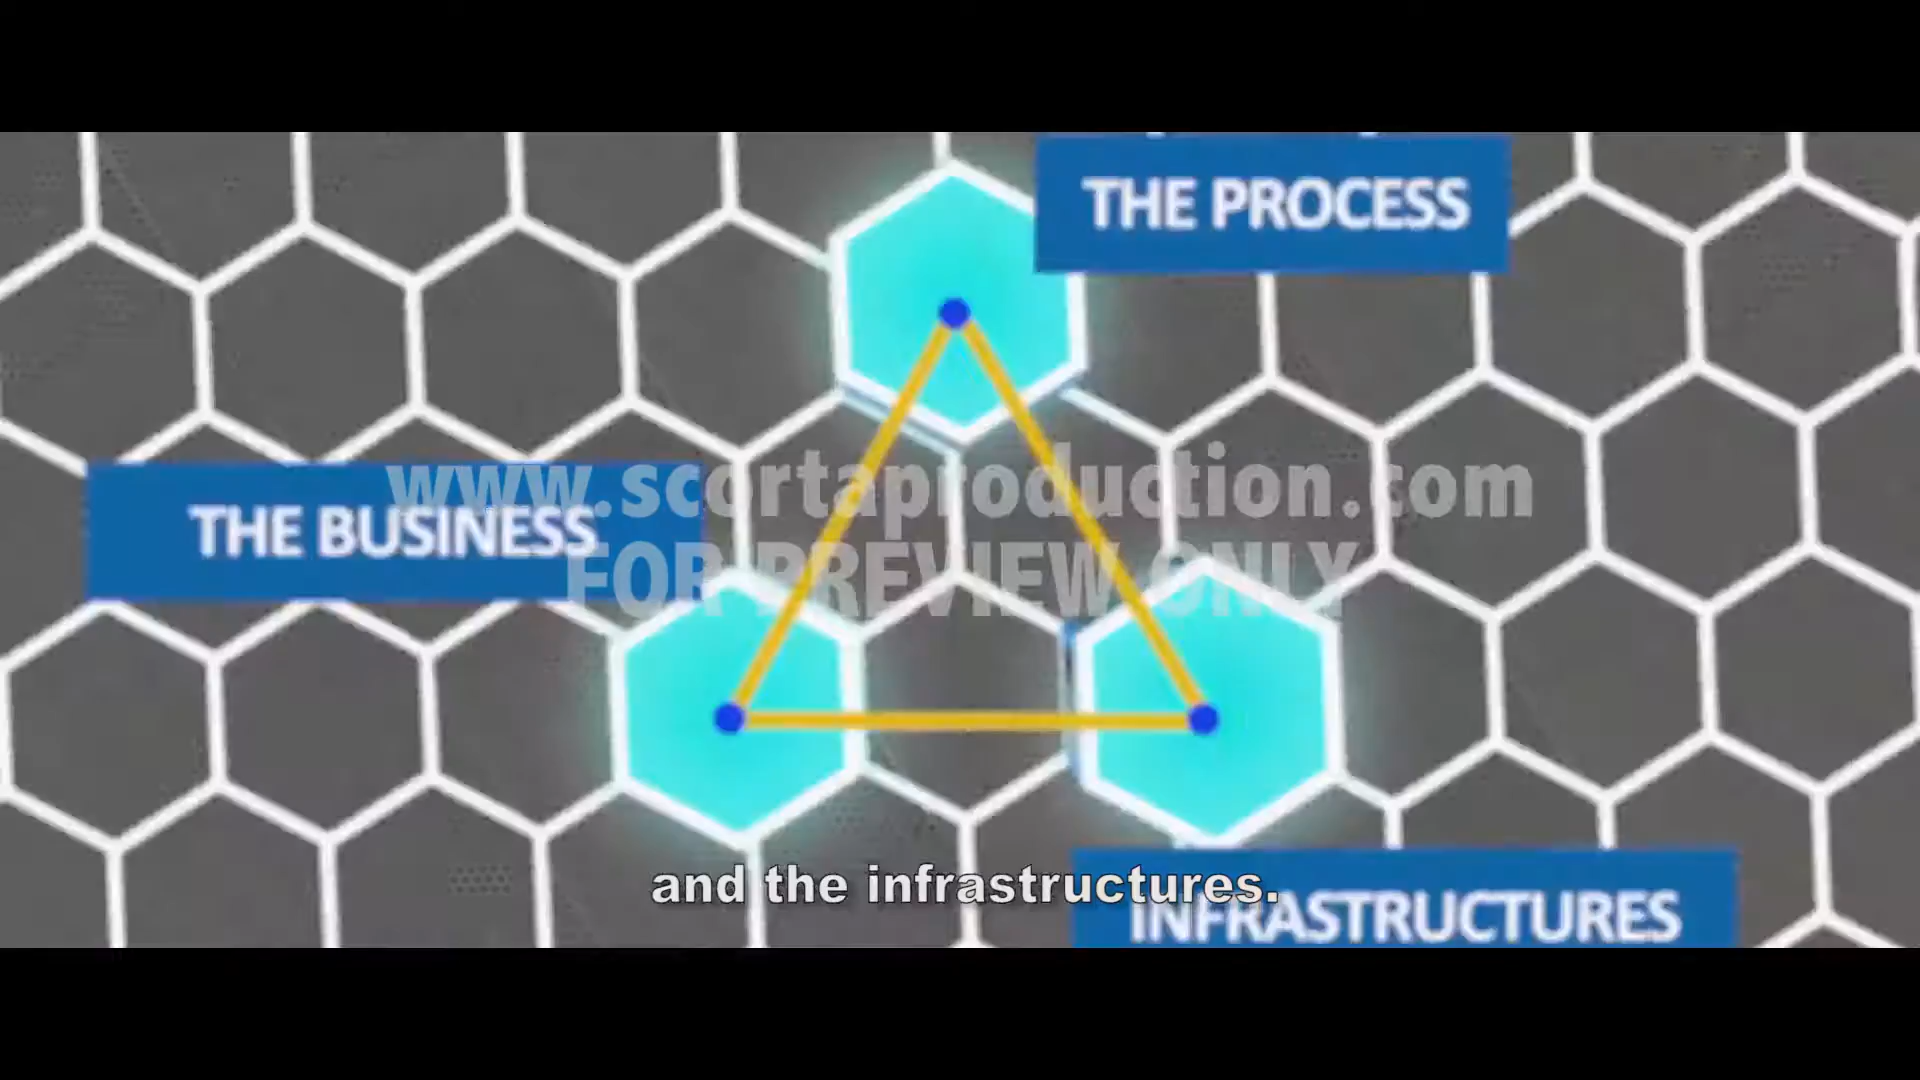 THE PROCESS
www.scortaproduction.com
THE BUSINESS
FOR PREVIEW ONLY
and the infrastructures.
INFRASTRUCTURES